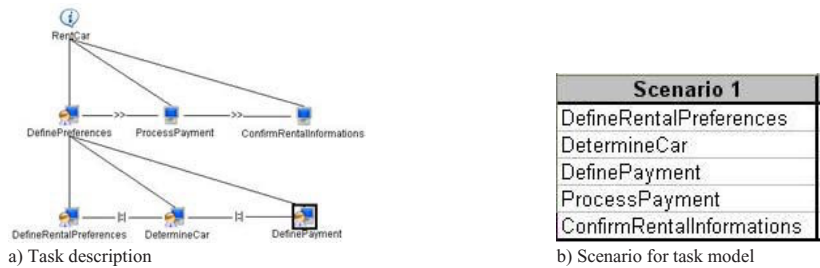 RentCar
>> >>
DefinePreferences ProcessPayment ConfirmRentalInformations
|=| |=|
DefineRentalPreferences DetermineCar DefinePayment
a) Task description
Scenario 1
DefineRentalPreferences
DetermineCar
DefinePayment
ProcessPayment
ConfirmRentalInformations
b) Scenario for task model